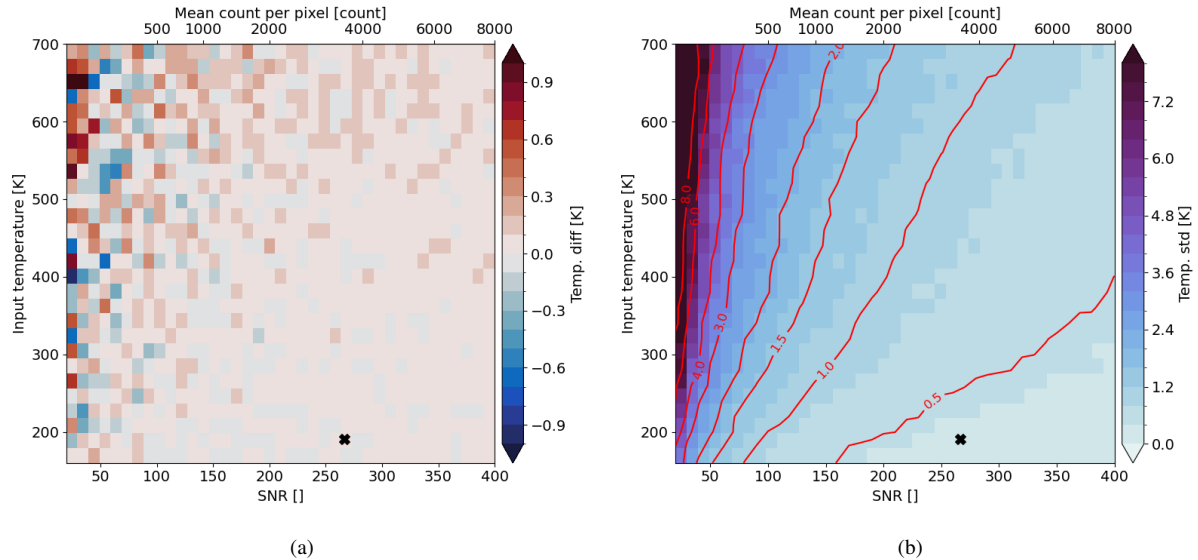 Mean count per pixel [count]
500 1000 2000 4000 6000 8000
700
600
500
400
300
200
Input temperature [K]
50 100 150 200 250 300 350 400
SNR []
0.9
0.6
0.3
0.0
−0.3
−0.6
−0.9
Temp. diff [K]
(a)
Mean count per pixel [count]
500 1000 2000 4000 6000 8000
700
600
500
400
300
200
Input temperature [K]
8.0
6.0
4.0
3.0
2.0
1.5
1.0
0.5
50 100 150 200 250 300 350 400
SNR []
7.2
6.0
4.8
3.6
2.4
1.2
0.0
Temp. std [K]
(b)